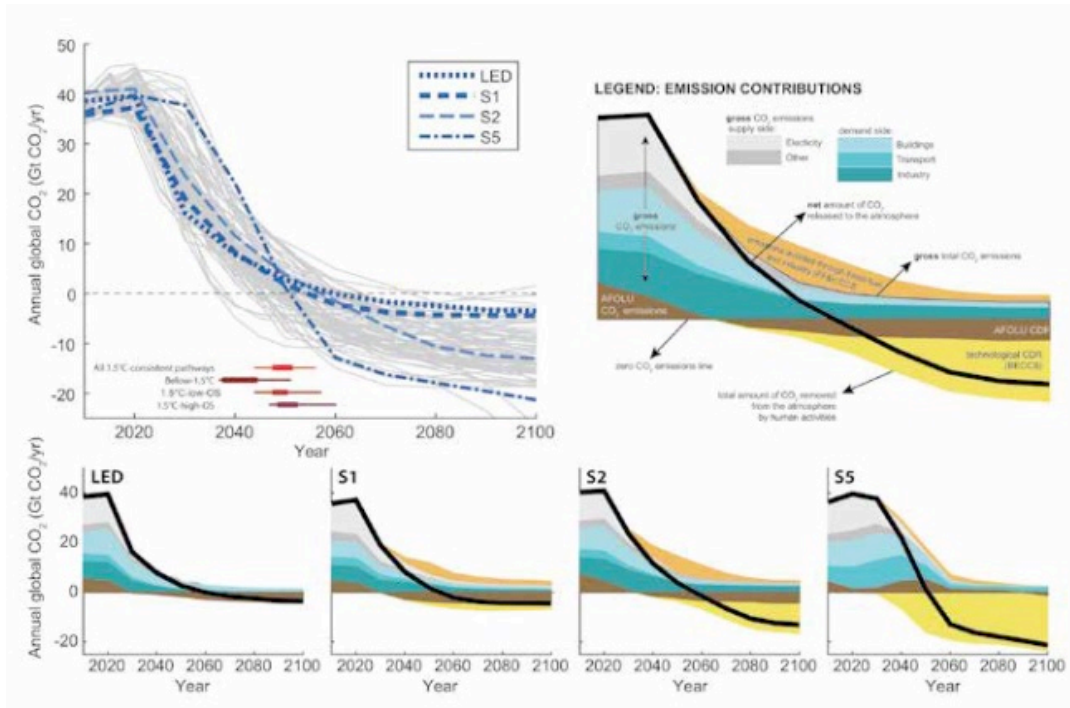 50
40
30
20
10
0
-10
-20
Annual global CO₂ (Gt CO₂/yr)
LED
S1
S2
S5
All 1.5°C-consistent pathways
Below-1.5°C
1.5°C-low-OS
1.5°C-high-OS
2020 2040 2060 2080 2100
Year
LEGEND: EMISSION CONTRIBUTIONS
gross CO₂ emissions
supply side:
Electicity
Other
demand side:
Buildings
Transport
Industry
net amount of CO₂
released to the atmosphere
gross
CO₂ emissions
gross total CO₂ emissions
AFOLU
CO₂ emissions
AFOLU CDR
technological CDR
(BECCS)
zero CO₂ emissions line
total amount of CO₂ removed
from the atmosphere
by human activities
Annual global CO₂ (Gt CO₂/yr)
40
20
0
-20
LED
2020 2040 2060 2080 2100
Year
S1
2020 2040 2060 2080 2100
Year
S2
2020 2040 2060 2080 2100
Year
S5
2020 2040 2060 2080 2100
Year